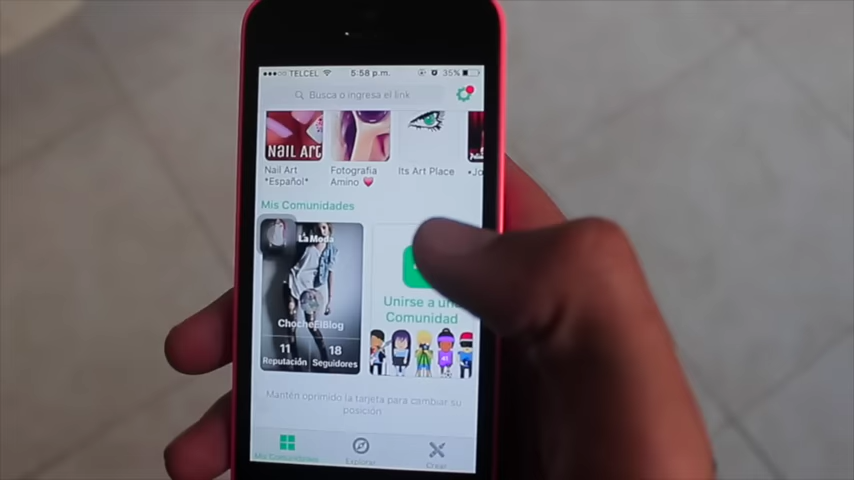 TELCEL
5:58 p.m.
35%
Busca o ingresa el link
NAIL ART
Nail Art
*Español*
Fotografia
Amino
Its Art Place
Mis Comunidades
La Moda
ChocheElBlog
11
Reputación
18
Seguidores
Unirse a una
Comunidad
Mantén oprimido la tarjeta para cambiar su
posición
Mis Comunidades
Explorar
Crear